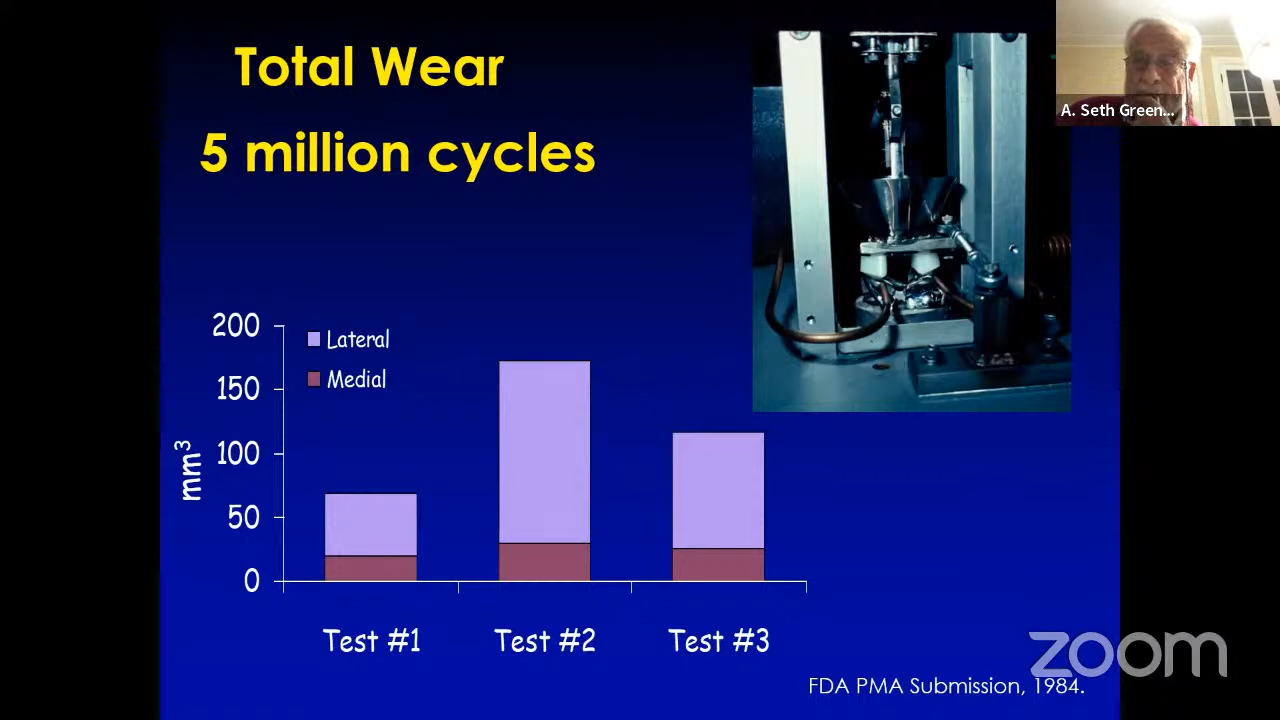 Total Wear
5 million cycles
A. Seth Green...
200
150
100
50
0
mm³
Lateral
Medial
Test #1
Test #2
Test #3
zoom
FDA PMA Submission, 1984.